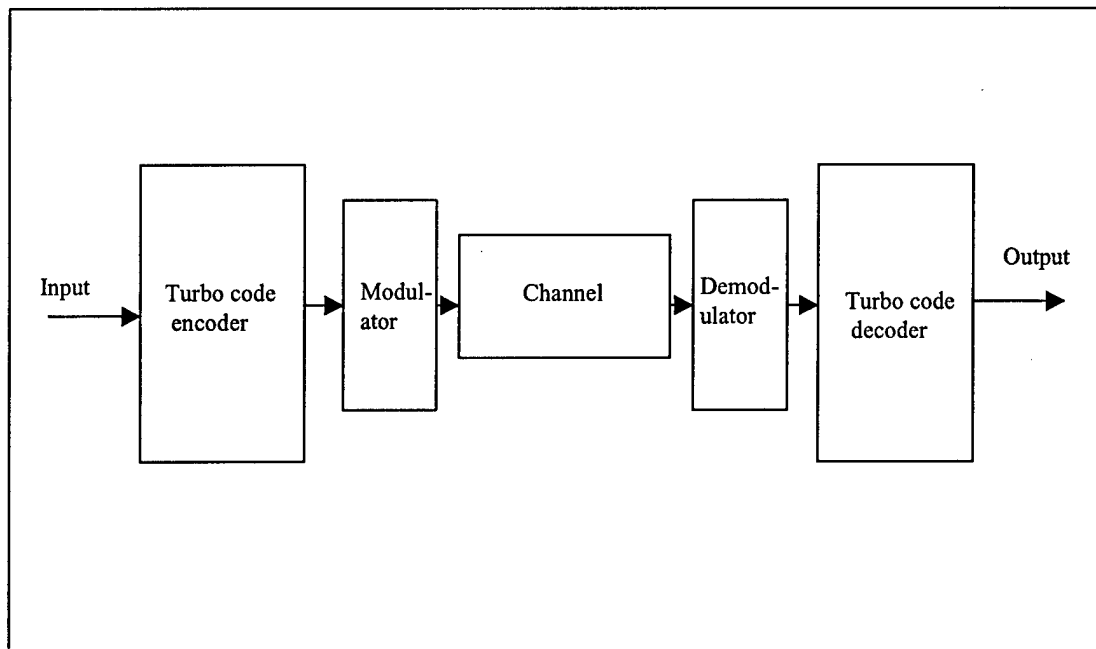 Input
Turbo code
encoder
Modul-
ator
Channel
Demod-
ulator
Turbo code
decoder
Output